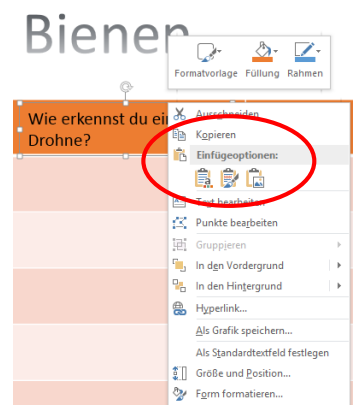 Bienen
Formatvorlage Füllung Rahmen
Wie erkennst du ein
Drohne?
Ausschneiden
Kopieren
Einfügeoptionen:
a
Text bearbeiten
Punkte bearbeiten
Gruppieren
In den Vordergrund
In den Hintergrund
Hyperlink...
Als Grafik speichern...
Als Standardtextfeld festlegen
Größe und Position...
Form formatieren...